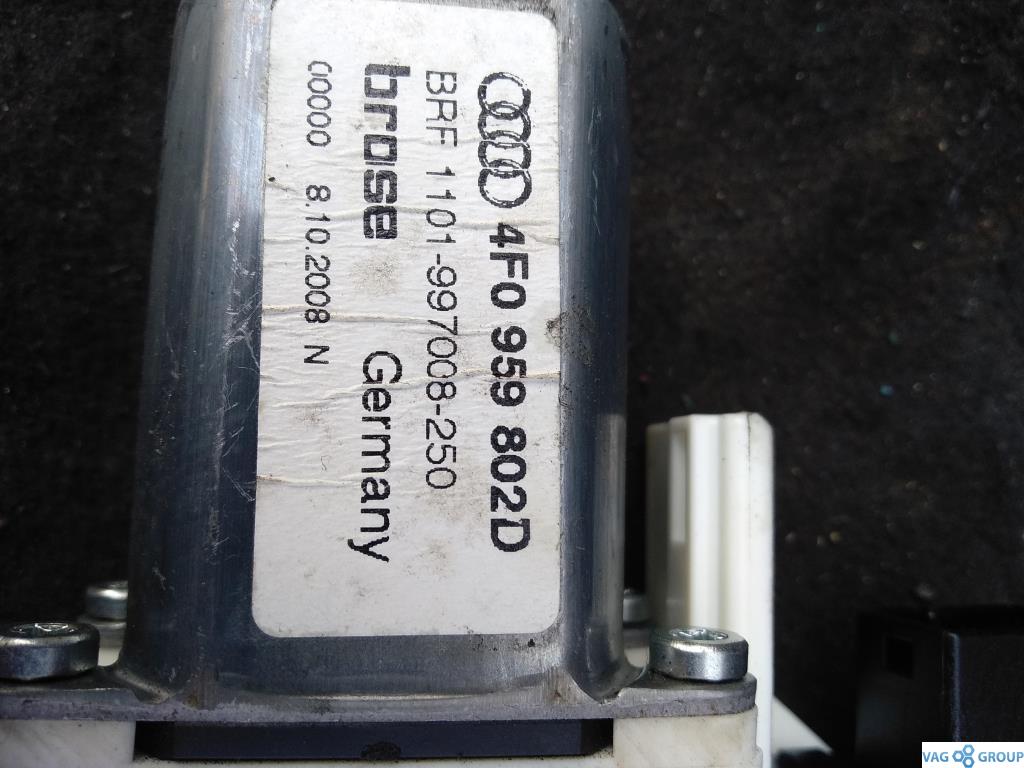 4F0 959 802D
BRF 1101-997008-250
brose Germany
00000 8.10.2008 N
VAG GROUP